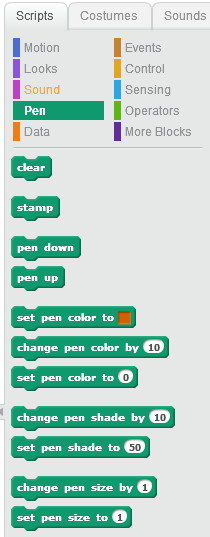 Scripts Costumes Sounds
Motion Events
Looks Control
Sound Sensing
Pen Operators
Data More Blocks
clear
stamp
pen down
pen up
set pen color to
change pen color by 10
set pen color to 0
change pen shade by 10
set pen shade to 50
change pen size by 1
set pen size to 1